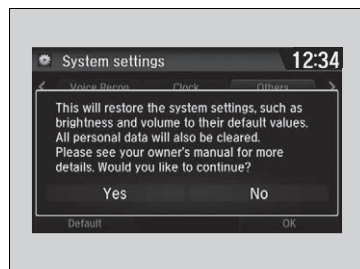 System settings
12:34
Voice Recog Clock Others
This will restore the system settings, such as
brightness and volume to their default values.
All personal data will also be cleared.
Please see your owner's manual for more
details. Would you like to continue?
Yes No
Default OK